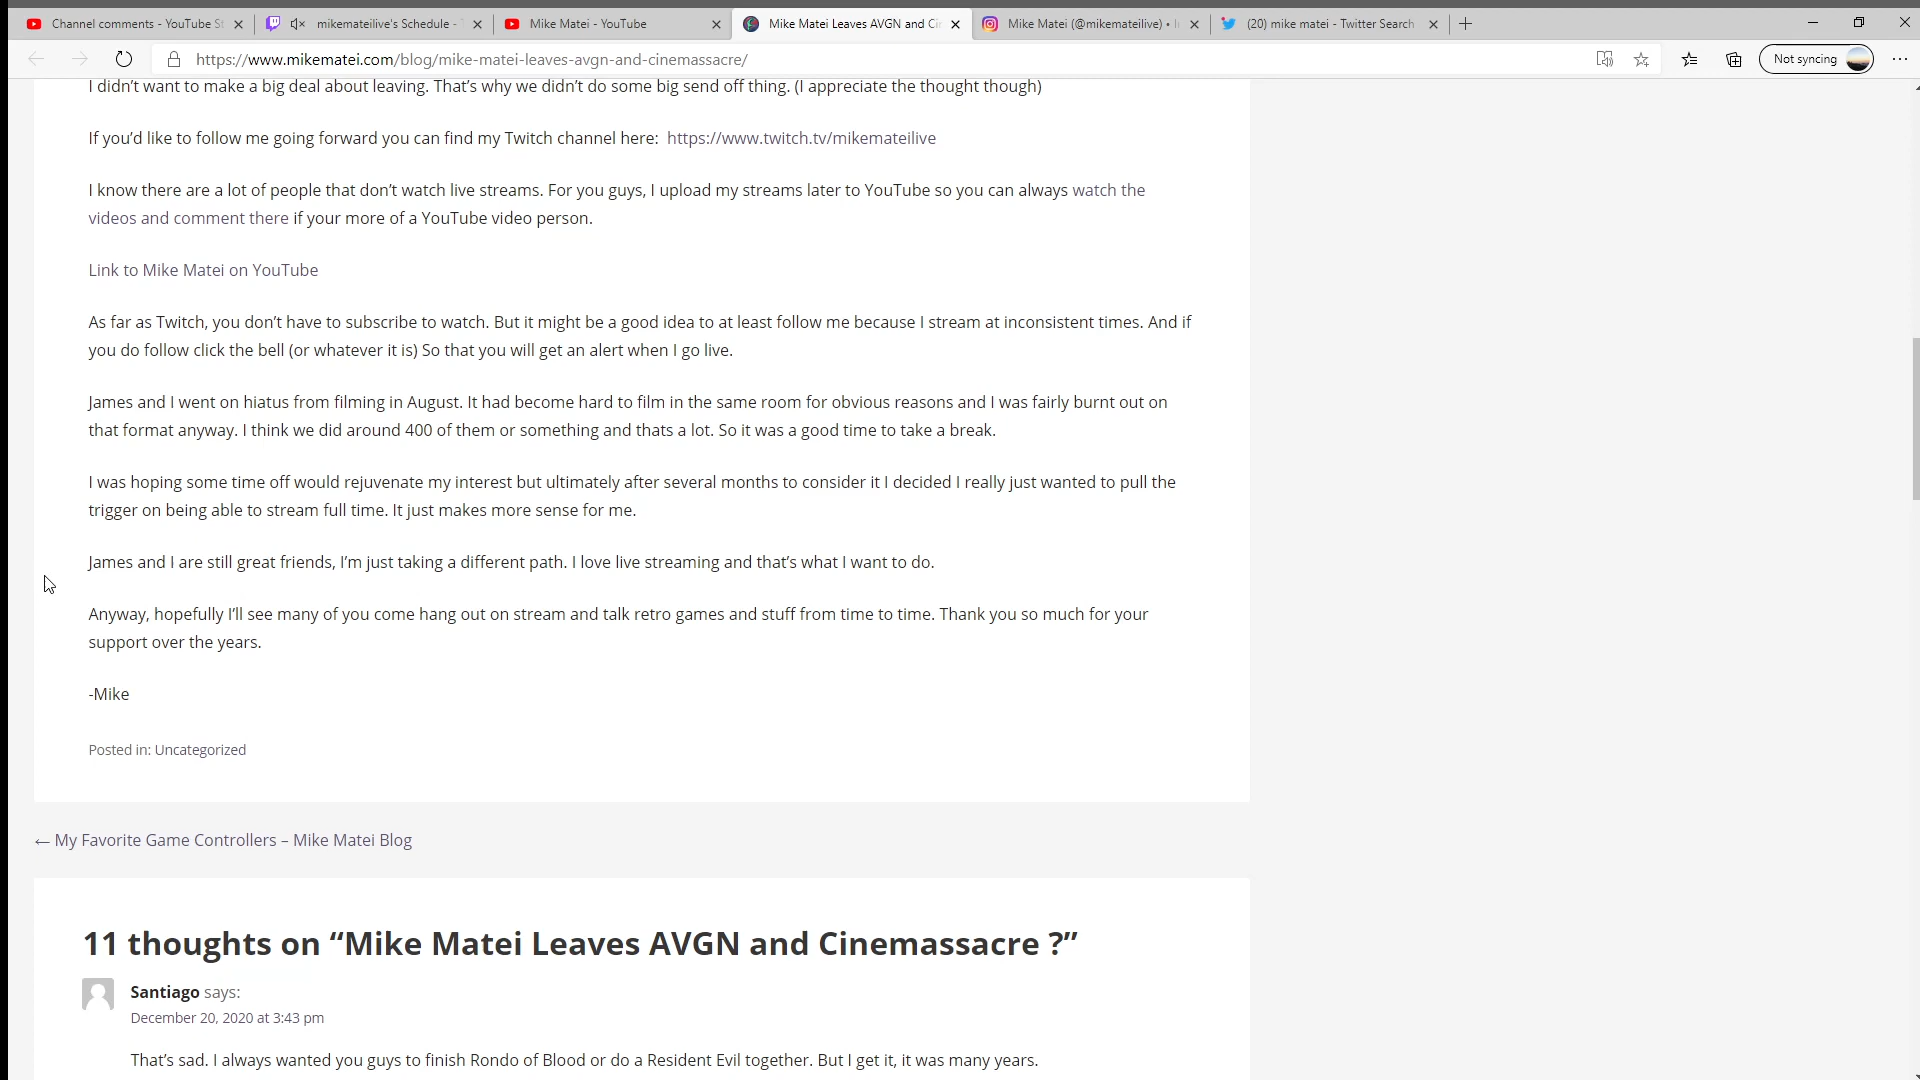 Channel comments - YouTube St
mikemateilive's Schedule - T
Mike Matei - YouTube
Mike Matei Leaves AVGN and Ci
Mike Matei (@mikemateilive) • I
(20) mike matei - Twitter Search
https://www.mikematei.com/blog/mike-matei-leaves-avgn-and-cinemassacre/
Not syncing
I didn’t want to make a big deal about leaving. That’s why we didn’t do some big send off thing. (I appreciate the thought though)
If you’d like to follow me going forward you can find my Twitch channel here:  https://www.twitch.tv/mikemateilive
I know there are a lot of people that don’t watch live streams. For you guys, I upload my streams later to YouTube so you can always watch the
videos and comment there if your more of a YouTube video person.
Link to Mike Matei on YouTube
As far as Twitch, you don’t have to subscribe to watch. But it might be a good idea to at least follow me because I stream at inconsistent times. And if
you do follow click the bell (or whatever it is) So that you will get an alert when I go live.
James and I went on hiatus from filming in August. It had become hard to film in the same room for obvious reasons and I was fairly burnt out on
that format anyway. I think we did around 400 of them or something and thats a lot. So it was a good time to take a break.
I was hoping some time off would rejuvenate my interest but ultimately after several months to consider it I decided I really just wanted to pull the
trigger on being able to stream full time. It just makes more sense for me.
James and I are still great friends, I’m just taking a different path. I love live streaming and that’s what I want to do.
Anyway, hopefully I’ll see many of you come hang out on stream and talk retro games and stuff from time to time. Thank you so much for your
support over the years.
-Mike
Posted in: Uncategorized
← My Favorite Game Controllers – Mike Matei Blog
11 thoughts on “Mike Matei Leaves AVGN and Cinemassacre ?”
Santiago says:
December 20, 2020 at 3:43 pm
That’s sad. I always wanted you guys to finish Rondo of Blood or do a Resident Evil together. But I get it, it was many years.